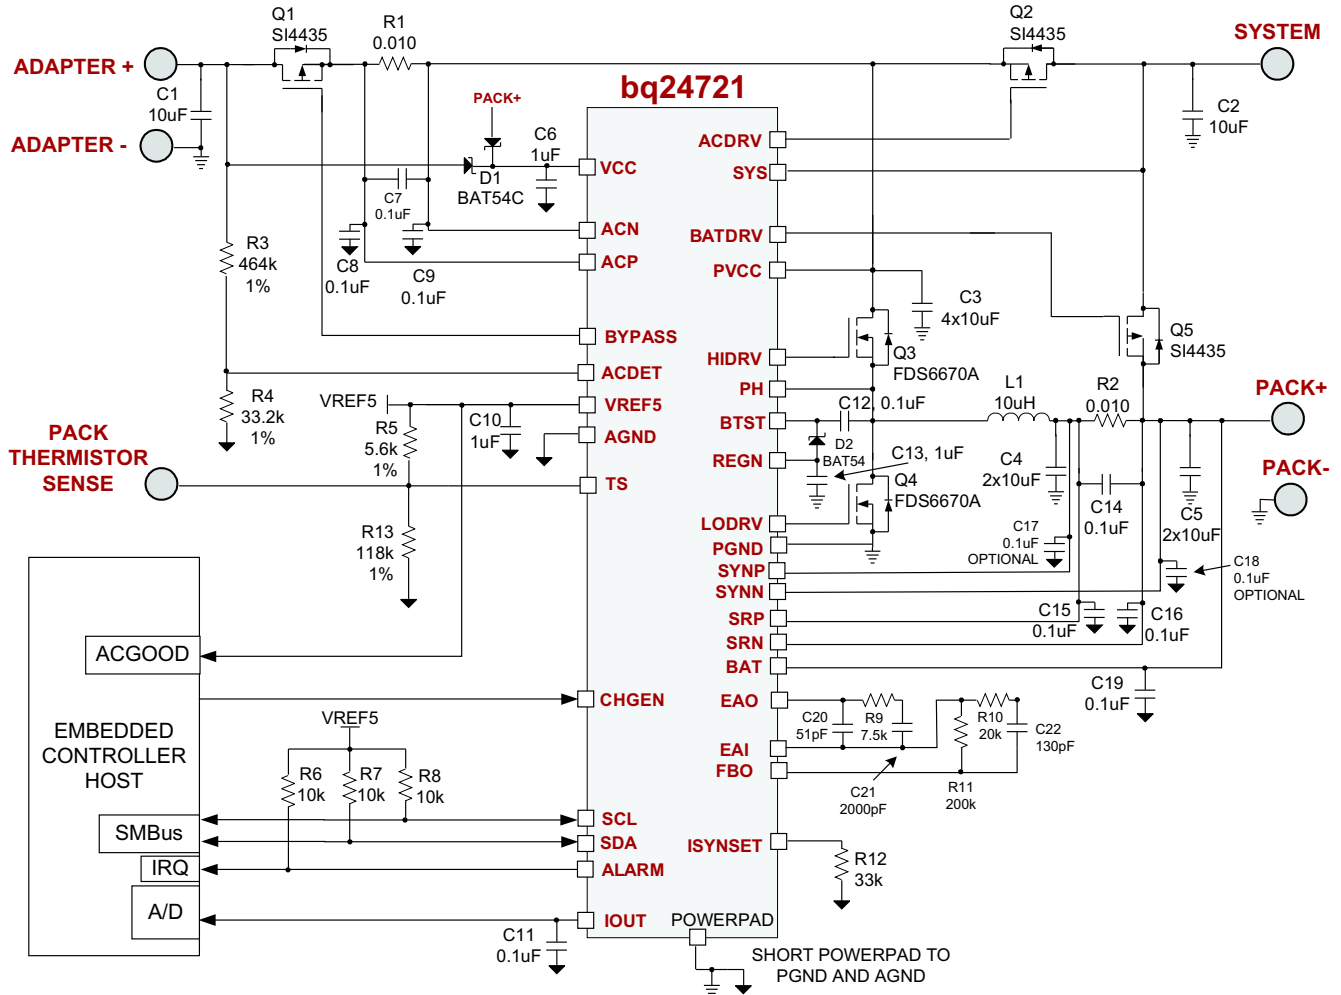 Q1
SI4435
R1
0.010
Q2
SI4435
SYSTEM
ADAPTER +
C1
10uF
ADAPTER -
bq24721
PACK+
C6
1uF
D1
BAT54C
C7
0.1uF
C8
0.1uF
C9
0.1uF
C2
10uF
VCC
ACN
ACP
BYPASS
ACDET
VREF5
AGND
TS
CHGEN
SCL
SDA
ALARM
IOUT
ACDRV
SYS
BATDRV
PVCC
HIDRV
PH
BTST
REGN
LODRV
PGND
SYNP
SYNN
SRP
SRN
BAT
EAO
EAI
FBO
ISYNSET
POWERPAD
R3
464k
1%
R4
33.2k
1%
VREF5
R5
5.6k
1%
C10
1uF
PACK
THERMISTOR
SENSE
R13
118k
1%
C3
4x10uF
Q3
FDS6670A
Q5
SI4435
C12, 0.1uF
L1
10uH
R2
0.010
PACK+
D2
BAT54
C13, 1uF
Q4
FDS6670A
C4
2x10uF
C14
0.1uF
C5
2x10uF
PACK-
C17
0.1uF
OPTIONAL
C18
0.1uF
OPTIONAL
C15
0.1uF
C16
0.1uF
C19
0.1uF
C20
51pF
R9
7.5k
R10
20k
C22
130pF
C21
2000pF
R11
200k
R12
33k
ACGOOD
EMBEDDED
CONTROLLER
HOST
VREF5
R6
10k
R7
10k
R8
10k
SMBus
IRQ
A/D
C11
0.1uF
SHORT POWERPAD TO
PGND AND AGND